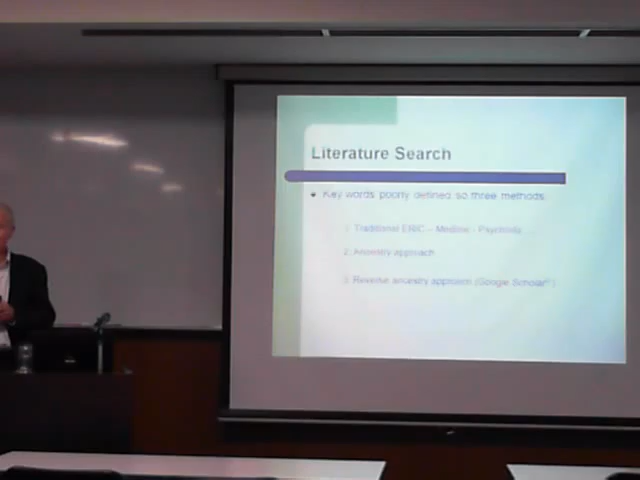 Literature Search
Key words poorly defined so three methods:
1. Traditional ERIC – Medline - PsycInfo
2. Ancestry approach
3. Reverse ancestry approach (Google Scholar)